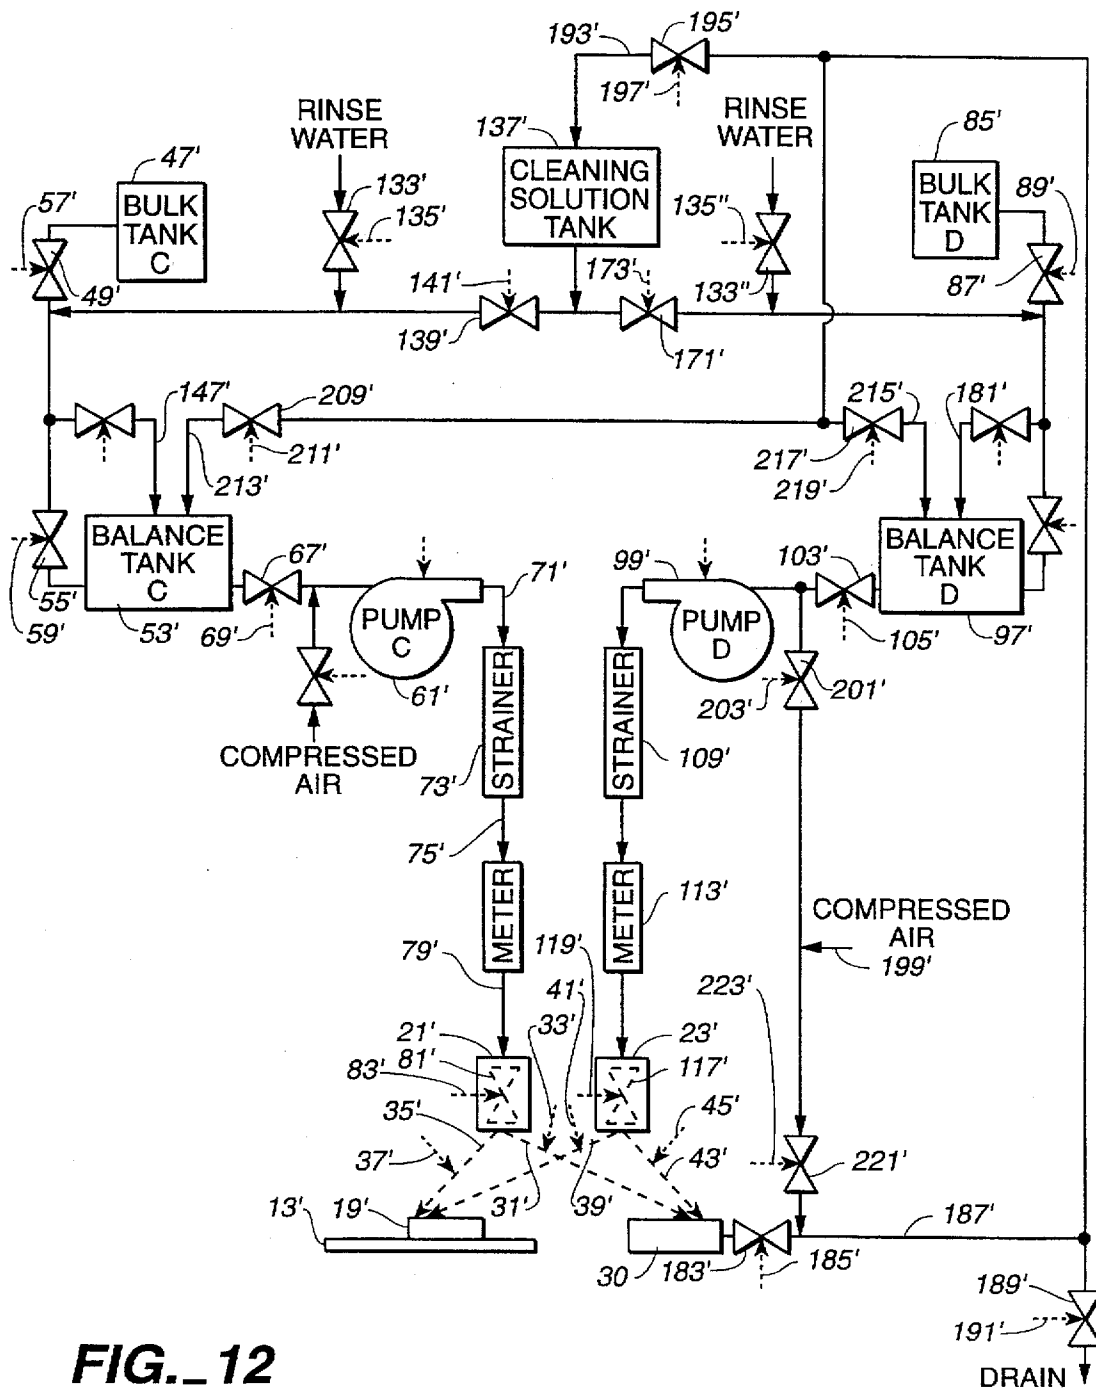 193'
195'
197'
RINSE
WATER
137'
RINSE
WATER
85'
47'
BULK
TANK
C
57'
49'
133'
135'
CLEANING
SOLUTION
TANK
135"
133"
BULK
TANK
D
89'
87'
141'
173'
139'
171'
147'
209'
211'
213'
215'
181'
217'
219'
BALANCE
TANK
C
67'
55'
59'
53'
69'
PUMP
C
61'
71'
99'
PUMP
D
103'
BALANCE
TANK
D
105'
97'
201'
203'
COMPRESSED
AIR
STRAINER
73'
STRAINER
109'
75'
METER
METER
113'
COMPRESSED
AIR
199'
79'
119'
41'
33'
223'
21'
81'
83'
23'
117'
35'
37'
45'
43'
221'
13'
19'
31'
39'
30
183'
185'
187'
189'
191'
DRAIN
FIG._12